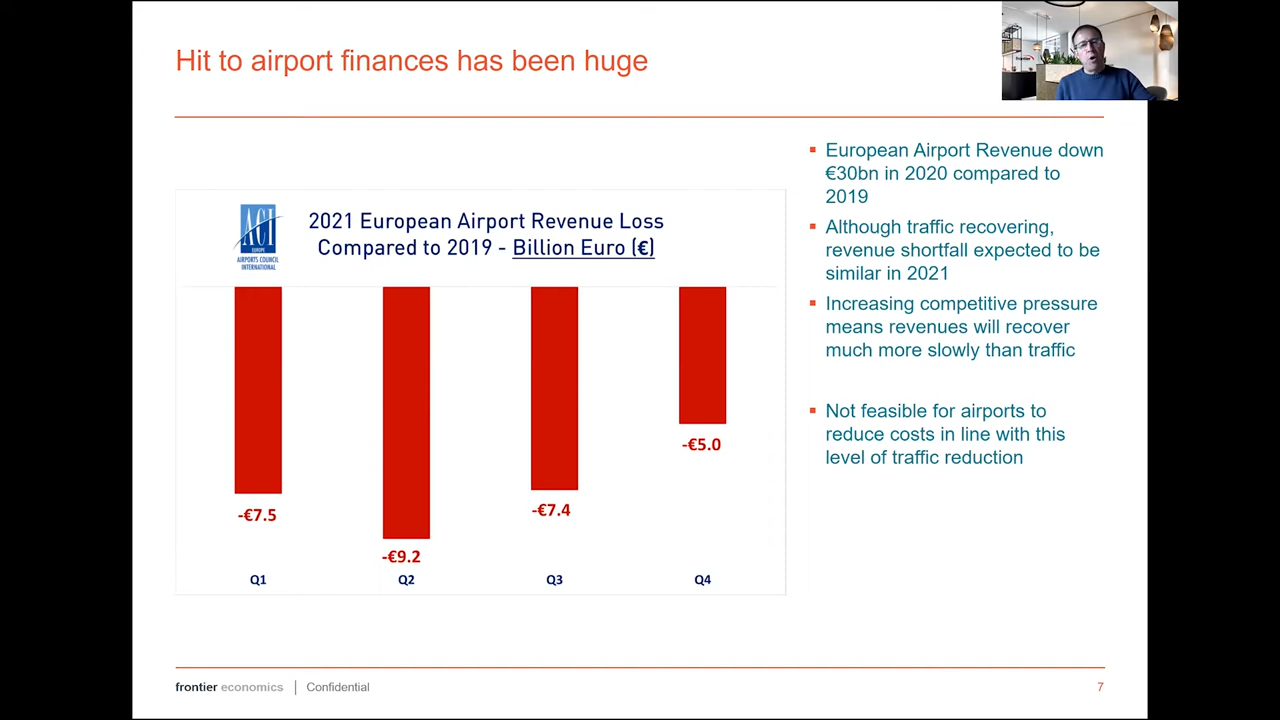 Hit to airport finances has been huge
ACI
EUROPE
AIRPORTS COUNCIL
INTERNATIONAL
2021 European Airport Revenue Loss
Compared to 2019 - Billion Euro (€)
-€7.5
-€9.2
-€7.4
-€5.0
Q1
Q2
Q3
Q4
▪ European Airport Revenue down
€30bn in 2020 compared to
2019
▪ Although traffic recovering,
revenue shortfall expected to be
similar in 2021
▪ Increasing competitive pressure
means revenues will recover
much more slowly than traffic
▪ Not feasible for airports to
reduce costs in line with this
level of traffic reduction
frontier economics | Confidential
7